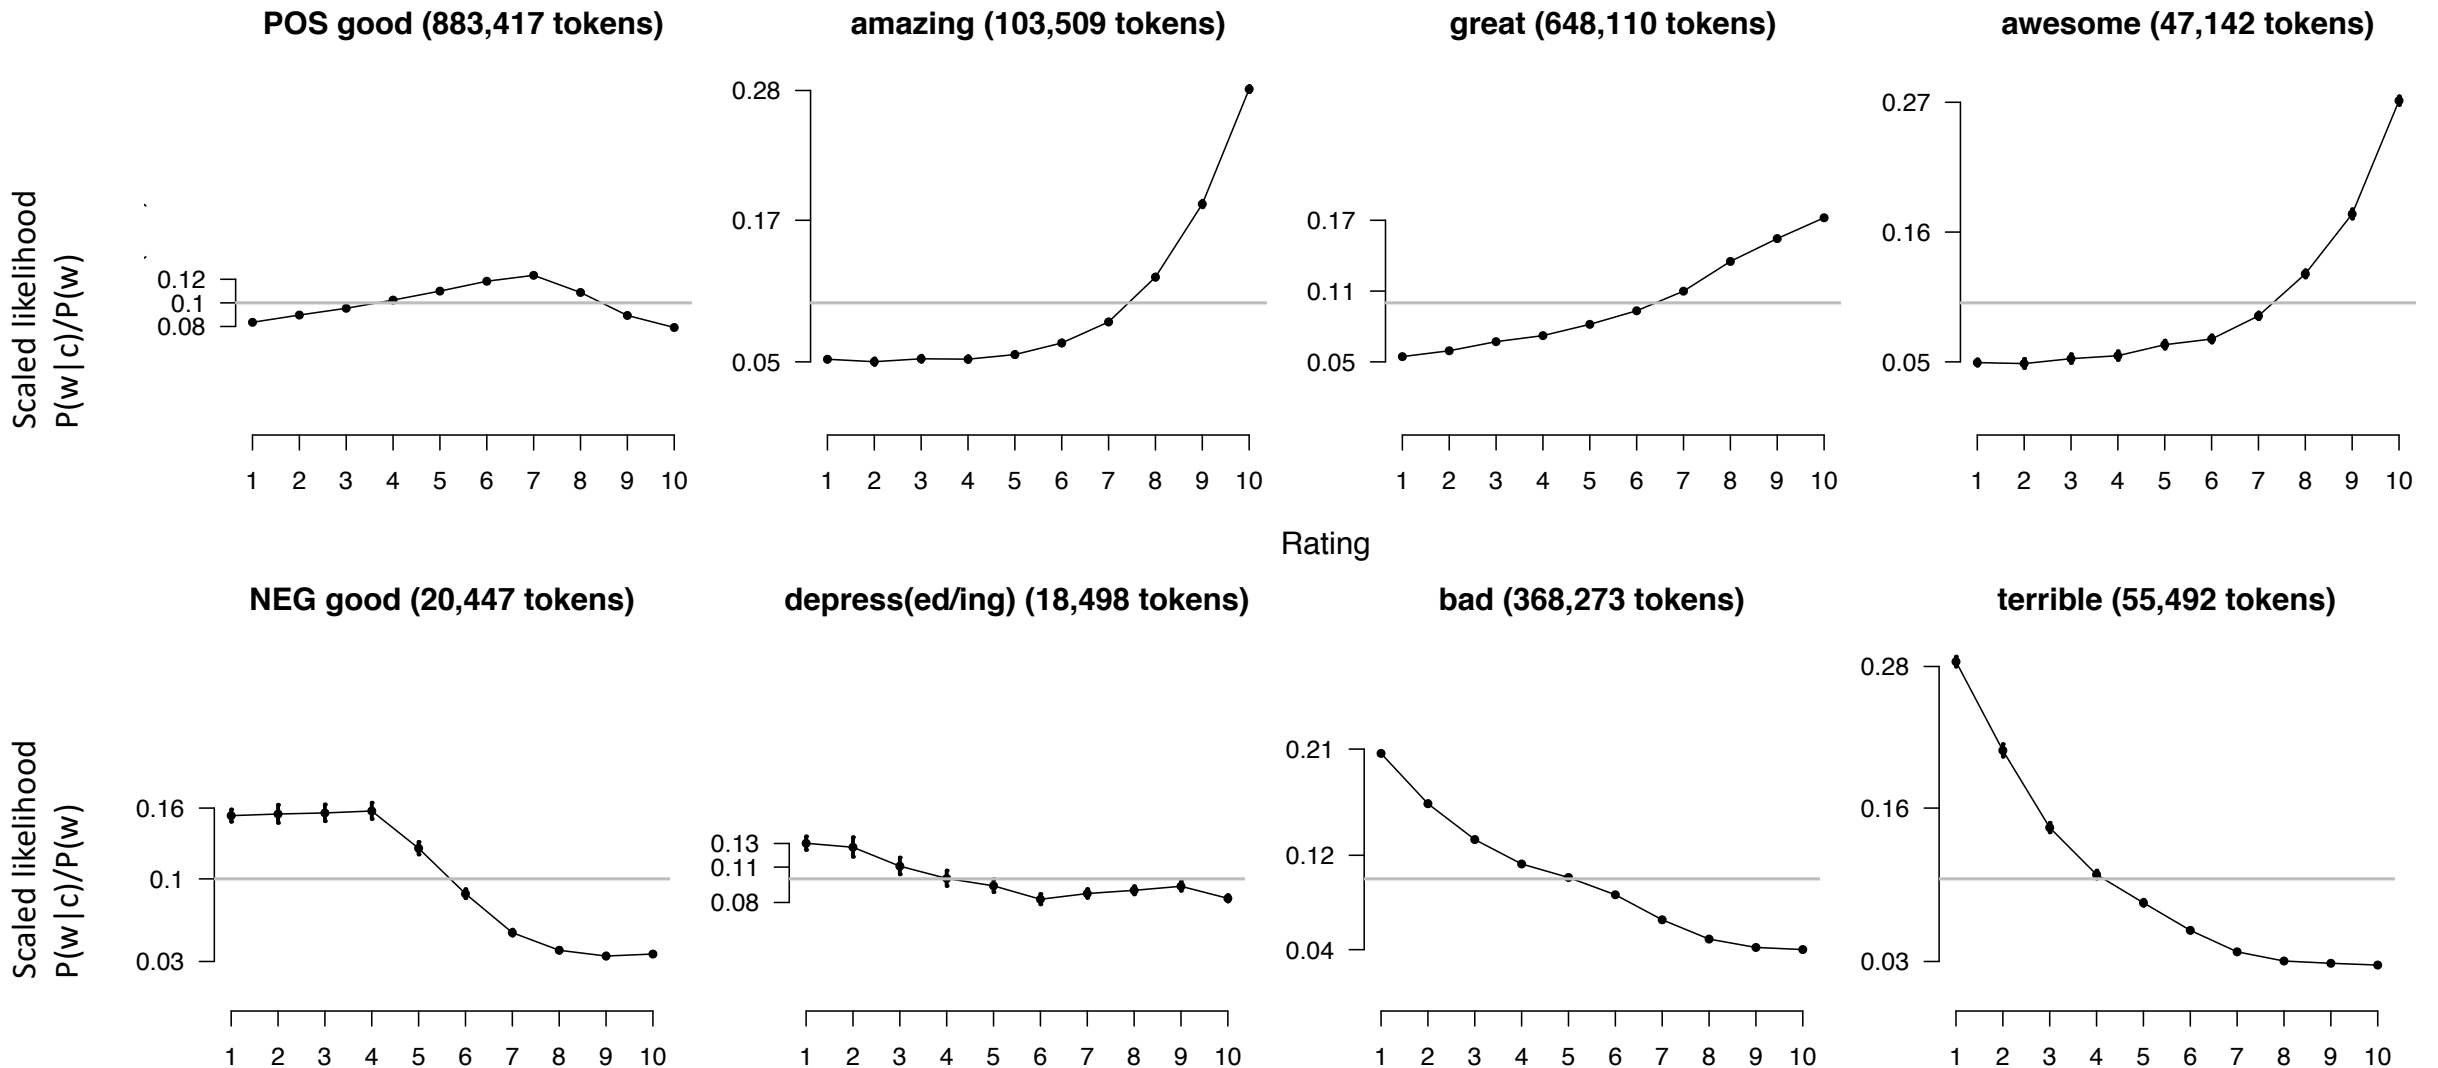 POS good (883,417 tokens)
amazing (103,509 tokens)
great (648,110 tokens)
awesome (47,142 tokens)
Scaled likelihood
P(w|c)/P(w)
0.12
0.1
0.08
1 2 3 4 5 6 7 8 9 10
0.28
0.17
0.05
1 2 3 4 5 6 7 8 9 10
0.17
0.11
0.05
1 2 3 4 5 6 7 8 9 10
0.27
0.16
0.05
1 2 3 4 5 6 7 8 9 10
Rating
NEG good (20,447 tokens)
depress(ed/ing) (18,498 tokens)
bad (368,273 tokens)
terrible (55,492 tokens)
Scaled likelihood
P(w|c)/P(w)
0.16
0.1
0.03
1 2 3 4 5 6 7 8 9 10
0.13
0.11
0.08
1 2 3 4 5 6 7 8 9 10
0.21
0.12
0.04
1 2 3 4 5 6 7 8 9 10
0.28
0.16
0.03
1 2 3 4 5 6 7 8 9 10